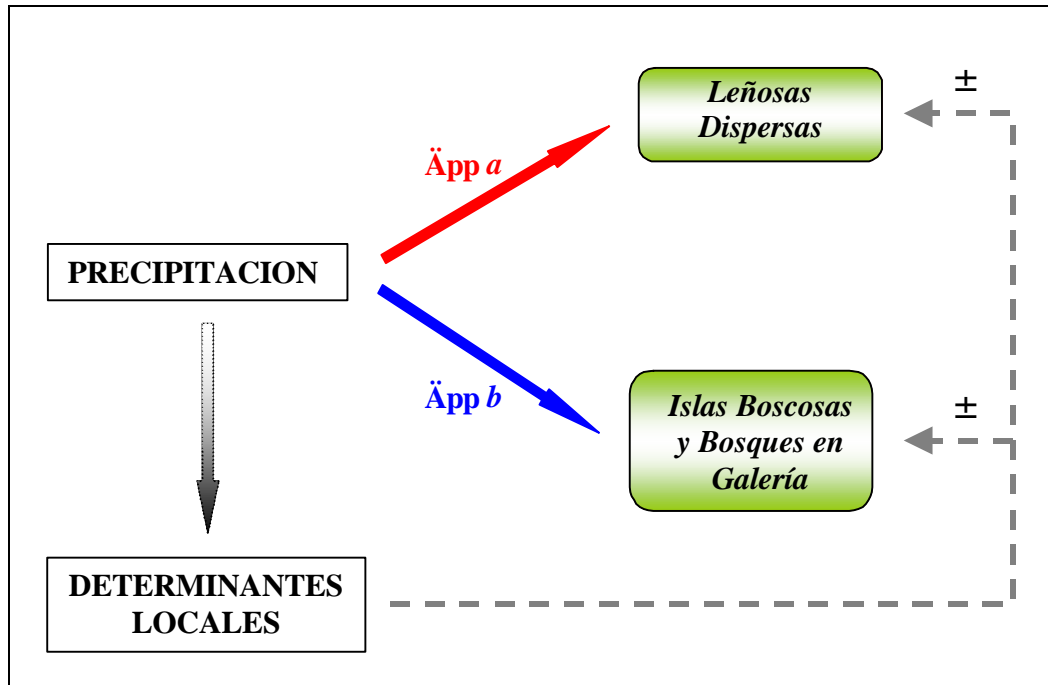 Leñosas
Dispersas
±
Äpp a
PRECIPITACION
Äpp b
Islas Boscosas
y Bosques en
Galería
±
DETERMINANTES
LOCALES